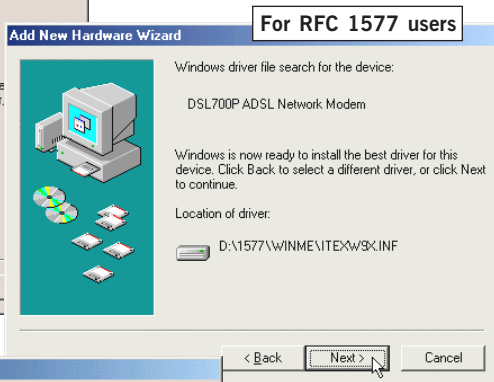 For RFC 1577 users
Add New Hardware Wizard
Windows driver file search for the device:
DSL700P ADSL Network Modem
Windows is now ready to install the best driver for this
device. Click Back to select a different driver, or click Next
to continue.
Location of driver:
D:\1577\WINME\ITEXW9X.INF
< Back
Next >
Cancel